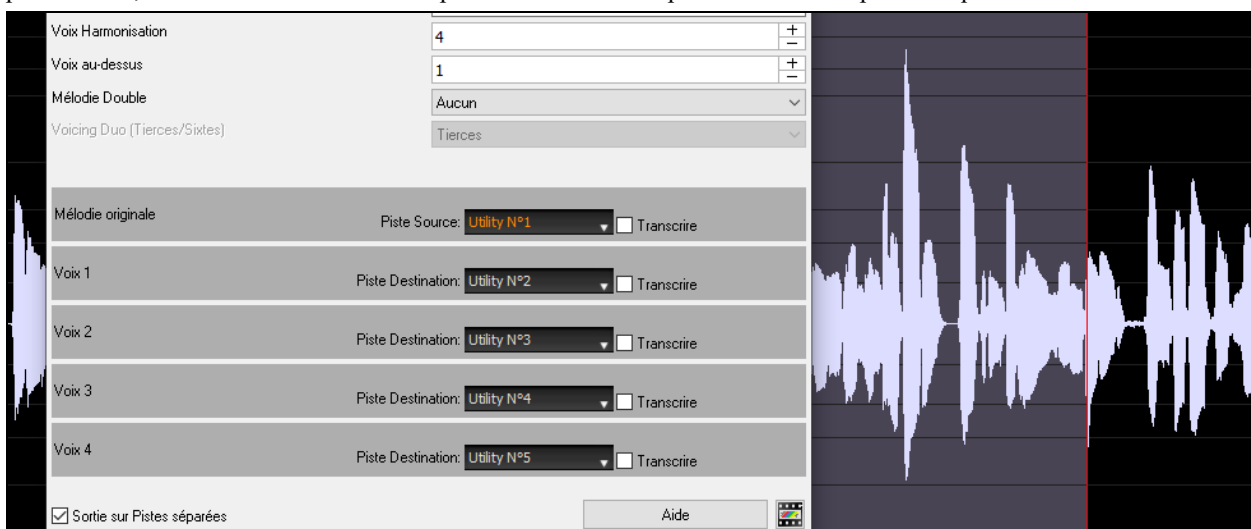 Voix Harmonisation 4 + −
Voix au-dessus 1 + −
Mélodie Double Aucun
Voicing Duo (Tierces/Sixtes) Tierces
Mélodie originale Piste Source: Utility N°1 Transcrire
Voix 1 Piste Destination: Utility N°2 Transcrire
Voix 2 Piste Destination: Utility N°3 Transcrire
Voix 3 Piste Destination: Utility N°4 Transcrire
Voix 4 Piste Destination: Utility N°5 Transcrire
Sortie sur Pistes séparées Aide